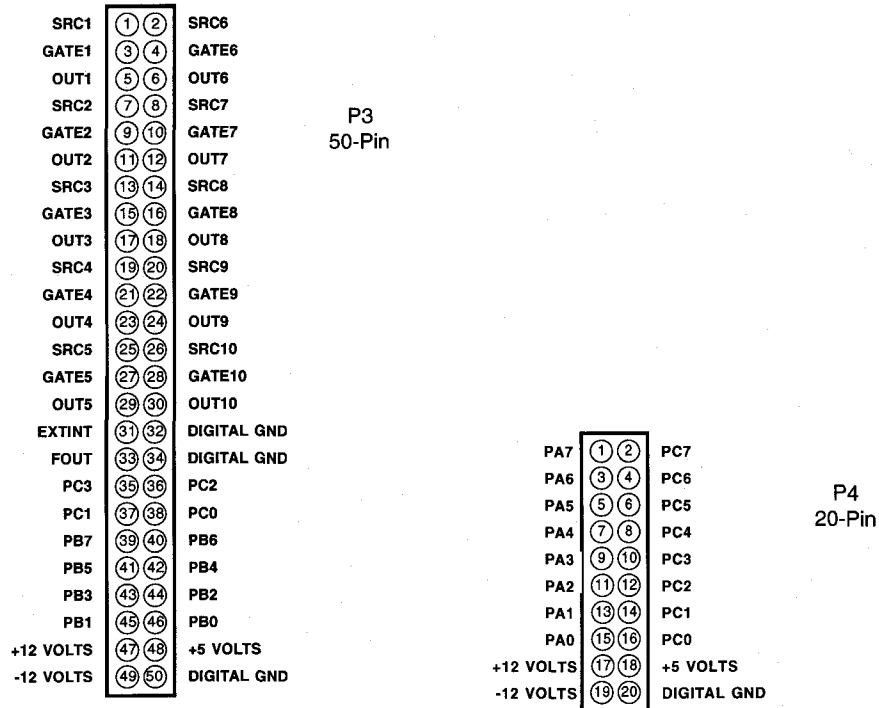 SRC1 1 2 SRC6
GATE1 3 4 GATE6
OUT1 5 6 OUT6
SRC2 7 8 SRC7
GATE2 9 10 GATE7
OUT2 11 12 OUT7
SRC3 13 14 SRC8
GATE3 15 16 GATE8
OUT3 17 18 OUT8
SRC4 19 20 SRC9
GATE4 21 22 GATE9
OUT4 23 24 OUT9
SRC5 25 26 SRC10
GATE5 27 28 GATE10
OUT5 29 30 OUT10
EXTINT 31 32 DIGITAL GND
FOUT 33 34 DIGITAL GND
PC3 35 36 PC2
PC1 37 38 PC0
PB7 39 40 PB6
PB5 41 42 PB4
PB3 43 44 PB2
PB1 45 46 PB0
+12 VOLTS 47 48 +5 VOLTS
-12 VOLTS 49 50 DIGITAL GND
P3
50-Pin
PA7 1 2 PC7
PA6 3 4 PC6
PA5 5 6 PC5
PA4 7 8 PC4
PA3 9 10 PC3
PA2 11 12 PC2
PA1 13 14 PC1
PA0 15 16 PC0
+12 VOLTS 17 18 +5 VOLTS
-12 VOLTS 19 20 DIGITAL GND
P4
20-Pin